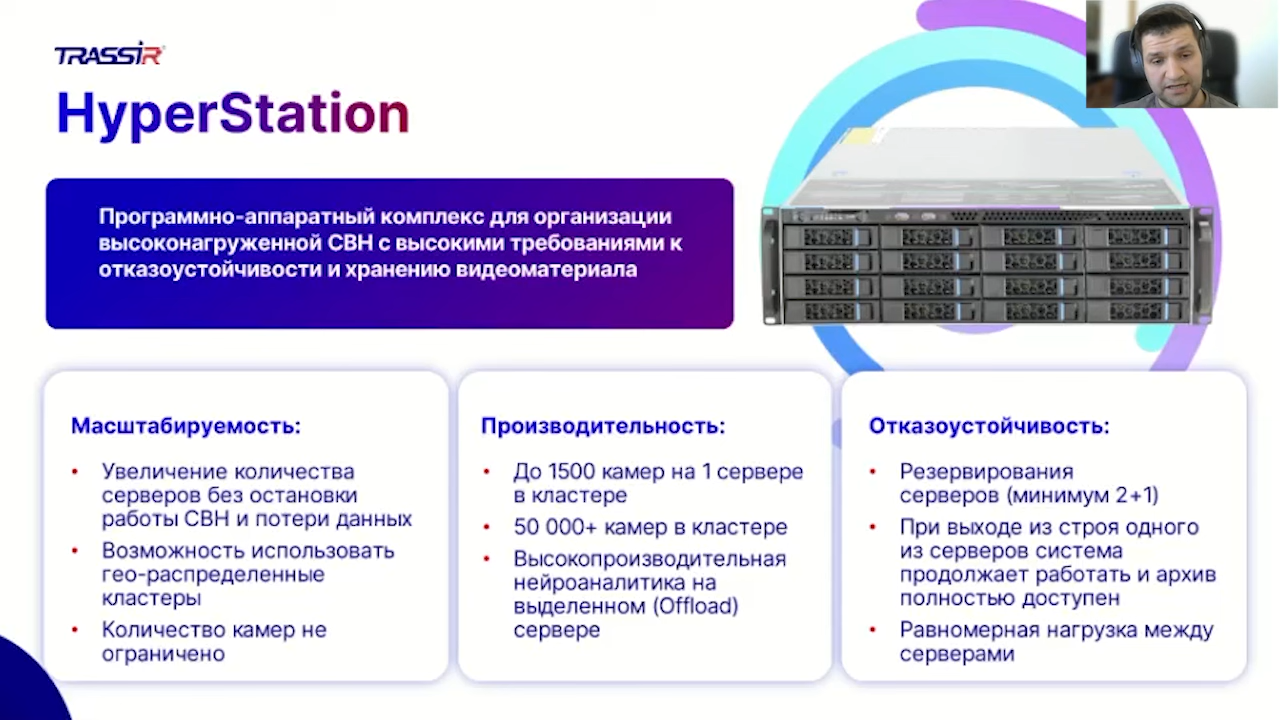 TRASSIR
HyperStation
Программно-аппаратный комплекс для организации
высоконагруженной СВН с высокими требованиями к
отказоустойчивости и хранению видеоматериала
Масштабируемость:
• Увеличение количества
серверов без остановки
работы СВН и потери данных
• Возможность использовать
гео-распределенные
кластеры
• Количество камер не
ограничено
Производительность:
• До 1500 камер на 1 сервере
в кластере
• 50 000+ камер в кластере
• Высокопроизводительная
нейроаналитика на
выделенном (Offload)
сервере
Отказоустойчивость:
• Резервирования
серверов (минимум 2+1)
• При выходе из строя одного
из серверов система
продолжает работать и архив
полностью доступен
• Равномерная нагрузка между
серверами